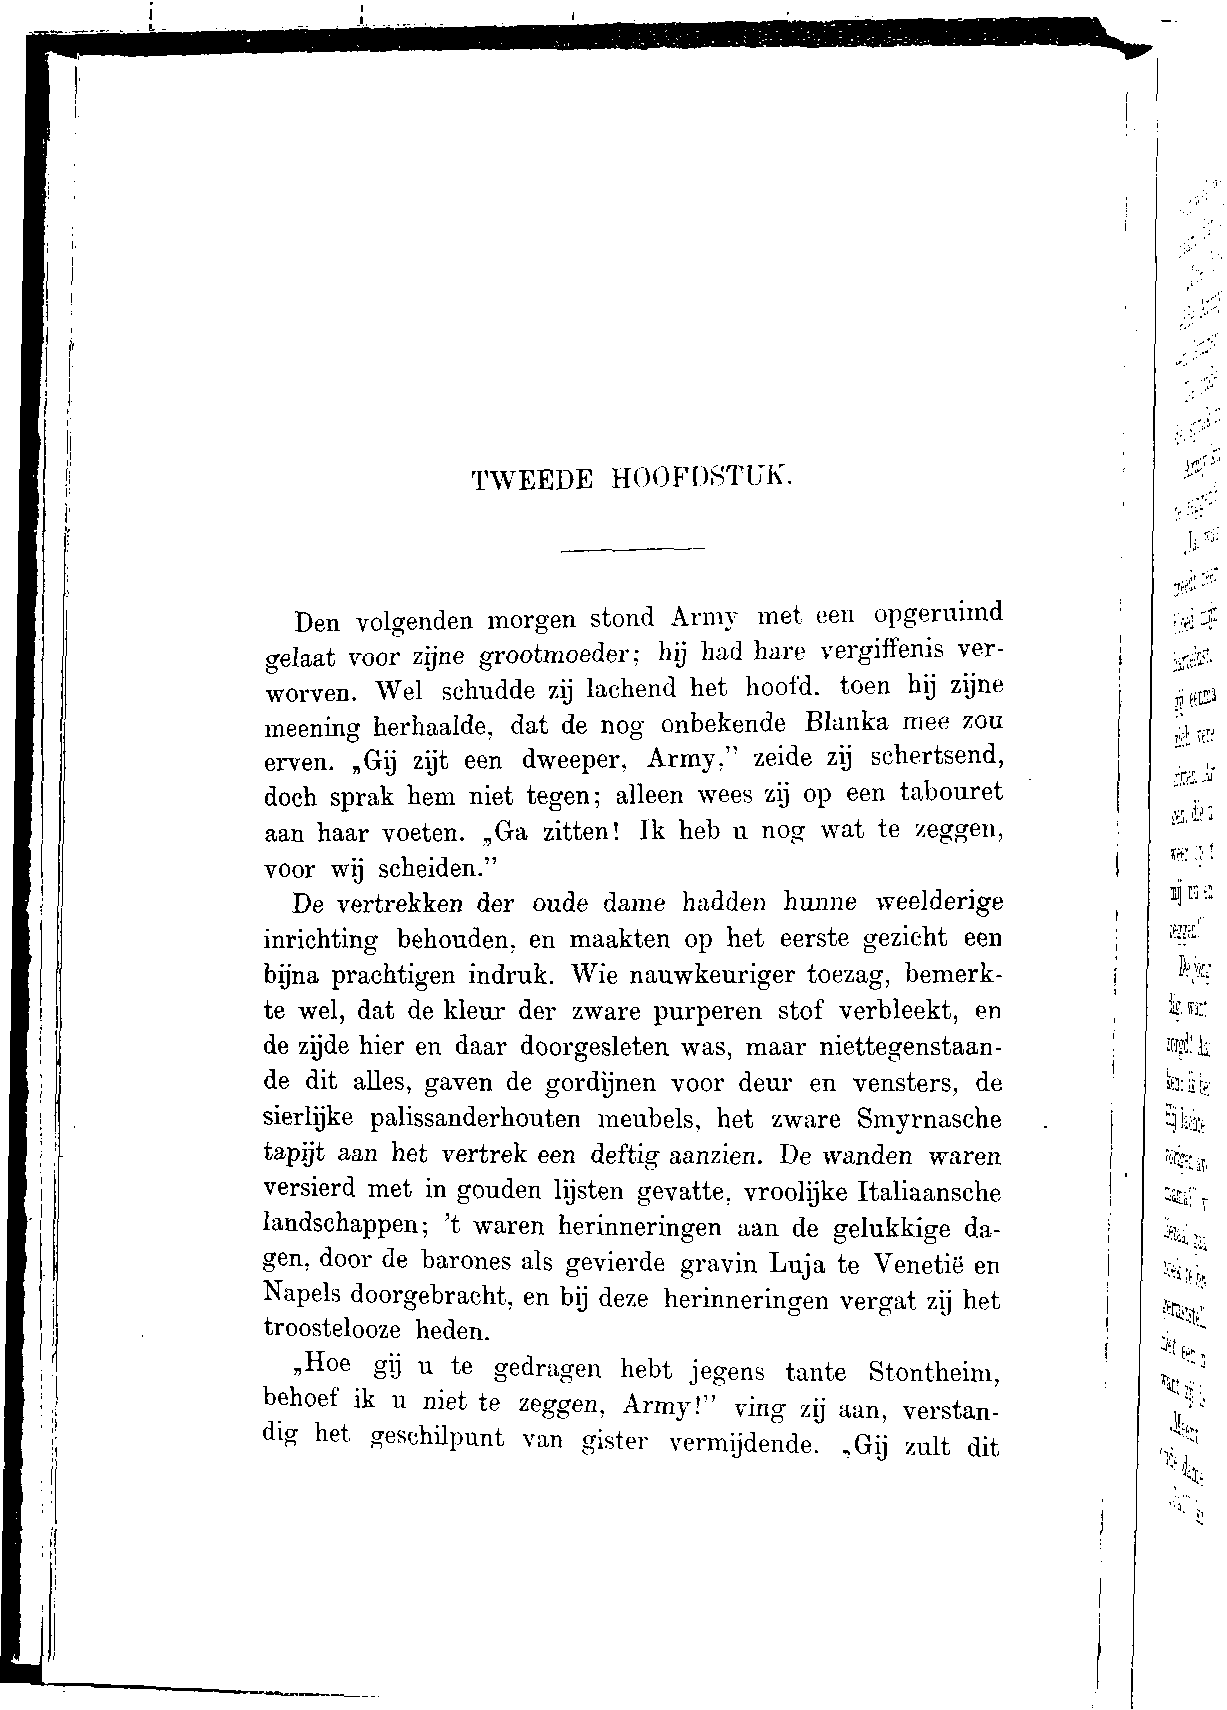 TWEEDE HOOFDSTUK.
Den volgenden morgen stond Army met een opgeruimd
gelaat voor zijne grootmoeder; hij had hare vergiffenis ver-
worven. Wel schudde zij lachend het hoofd. toen hij zijne
meening herhaalde, dat de nog onbekende Blanka mee zou
erven. „Gij zijt een dweeper, Army," zeide zij schertsend,
doch sprak hem niet tegen; alleen wees zij op een tabouret
aan haar voeten. „Ga zitten! Ik heb u nog wat te zeggen,
voor wij scheiden."
De vertrekken der oude dame hadden hunne weelderige
inrichting behouden, en maakten op het eerste gezicht een
bijna prachtigen indruk. Wie nauwkeuriger toezag, bemerk-
te wel, dat de kleur der zware purperen stof verbleekt, en
de zijde hier en daar doorgesleten was, maar niettegenstaan-
de dit alles, gaven de gordijnen voor deur en vensters, de
sierlijke palissanderhouten meubels, het zware Smyrnasche
tapijt aan het vertrek een deftig aanzien. De wanden waren
versierd met in gouden lijsten gevatte, vroolijke Italiaansche
landschappen; 't waren herinneringen aan de gelukkige da-
gen, door de barones als gevierde gravin Luja te Venetië en
Napels doorgebracht, en bij deze herinneringen vergat zij het
troostelooze heden.
„Hoe gij u te gedragen hebt jegens tante Stontheim,
behoef ik u niet te zeggen, Army!" ving zij aan, verstan-
dig het geschilpunt van gister vermijdende. „Gij zult dit